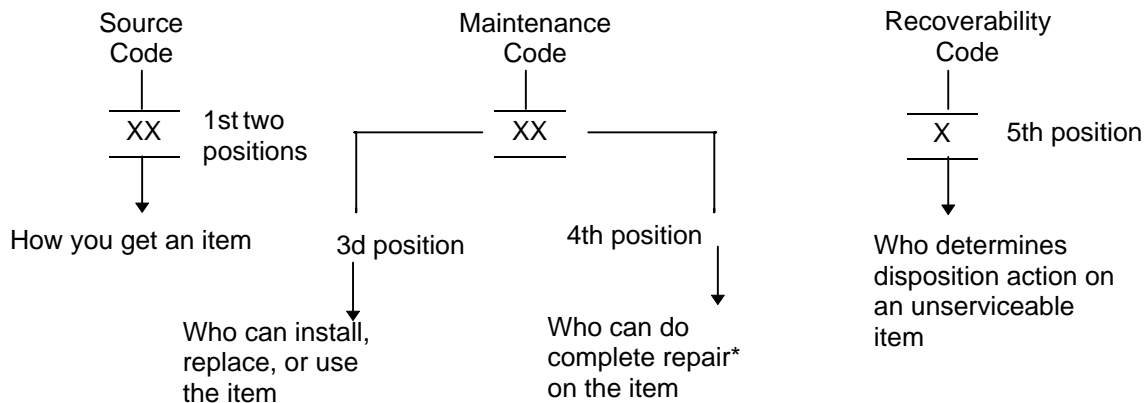 Source
Code
XX
1st two
positions
How you get an item
Maintenance
Code
XX
3d position
Who can install,
replace, or use
the item
4th position
Who can do
complete repair*
on the item
Recoverability
Code
X
5th position
Who determines
disposition action on
an unserviceable
item